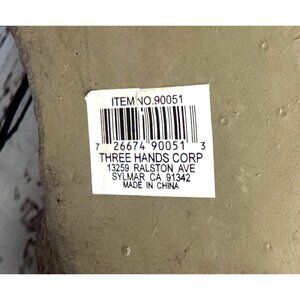 ITEM NO.90051
7 26674 90051 3
THREE HANDS CORP
13259 RALSTON AVE
SYLMAR CA 91342
MADE IN CHINA